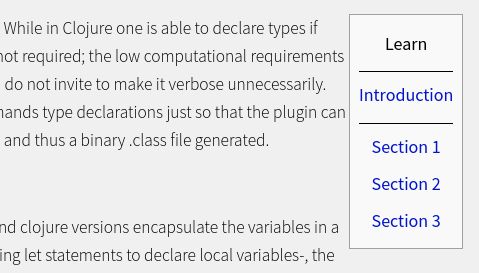 While in Clojure one is able to declare types if
not required; the low computational requirements
do not invite to make it verbose unnecessarily.
type declarations just so that the plugin can
and thus a binary .class file generated.
clojure versions encapsulate the variables in a
let statements to declare local variables-, the
Learn
Introduction
Section 1
Section 2
Section 3